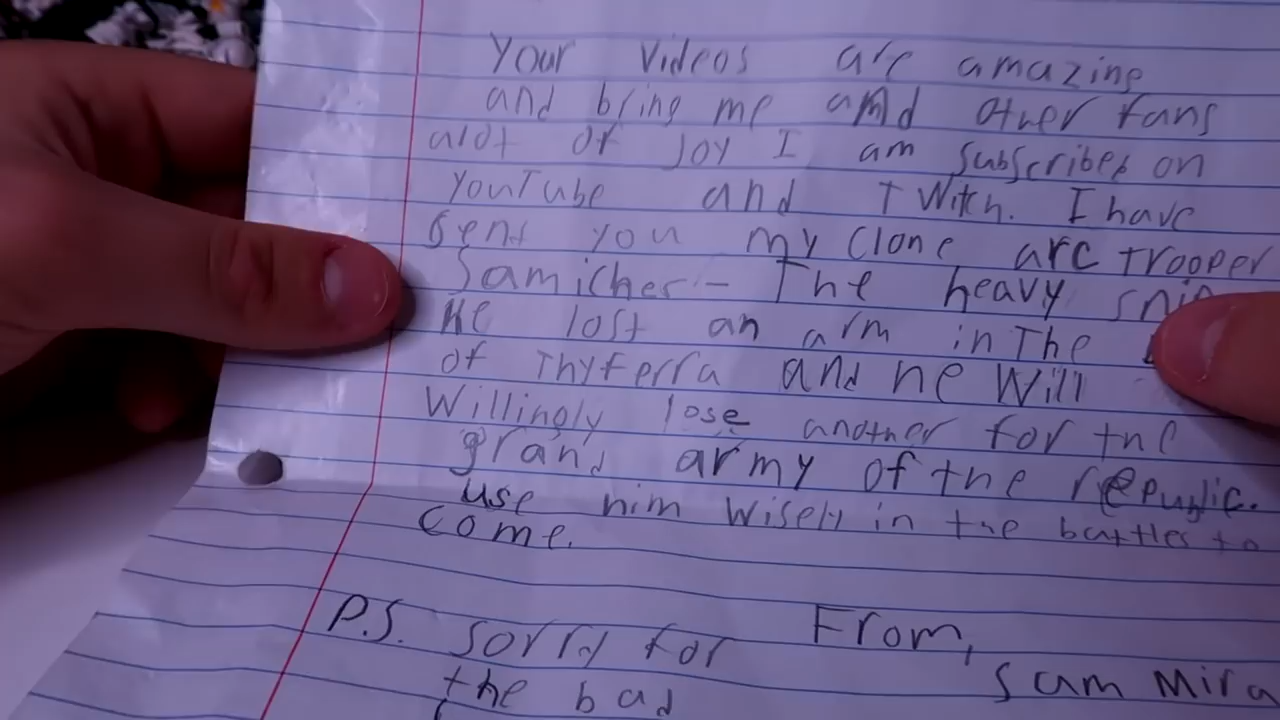 Your Videos are amazing
and bring me amd other fans
alot of Joy I am subscribed on
YouTube and Twitch. I have
sent you my Clone arc trooper
Samicher - The heavy
He lost an arm in The
of Thyferra and he Will
Willingly lose another for the
grand army of the republic.
use him wisely in the battles to
come.
P.S. sorry for
the bad
From,
Sam Mira